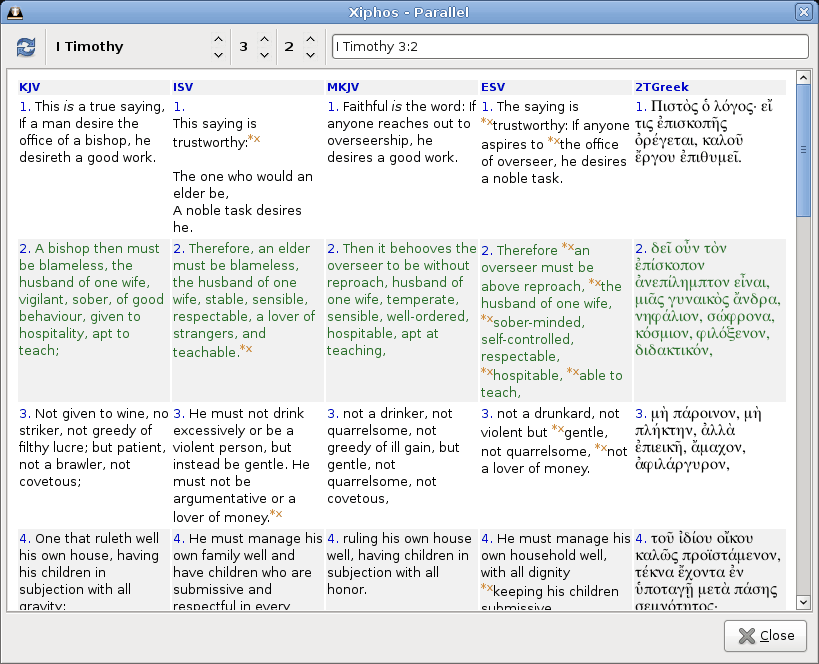 Xiphos - Parallel
I Timothy 3 2 I Timothy 3:2
KJV ISV MKJV ESV 2TGreek
1. This is a true saying,
If a man desire the
office of a bishop, he
desireth a good work.
1.
This saying is
trustworthy:*x
The one who would an
elder be,
A noble task desires
he.
1. Faithful is the word: If
anyone reaches out to
overseership, he
desires a good work.
1. The saying is
*xtrustworthy: If anyone
aspires to *xthe office
of overseer, he desires
a noble task.
1. Πιστὸς ὁ λόγος· εἴ
τις ἐπισκοπῆς
ὀρέγεται, καλοῦ
ἔργου ἐπιθυμεῖ.
2. A bishop then must
be blameless, the
husband of one wife,
vigilant, sober, of good
behaviour, given to
hospitality, apt to
teach;
2. Therefore, an elder
must be blameless,
the husband of one
wife, stable, sensible,
respectable, a lover of
strangers, and
teachable.*x
2. Then it behooves the
overseer to be without
reproach, husband of
one wife, temperate,
sensible, well-ordered,
hospitable, apt at
teaching,
2. Therefore *xan
overseer must be
above reproach, *xthe
husband of one wife,
*xsober-minded,
self-controlled,
respectable,
*xhospitable, *xable to
teach,
2. δεῖ οὖν τὸν
ἐπίσκοπον
ἀνεπίλημπτον εἶναι,
μιᾶς γυναικὸς ἄνδρα,
νηφάλιον, σώφρονα,
κόσμιον, φιλόξενον,
διδακτικόν,
3. Not given to wine, no
striker, not greedy of
filthy lucre; but patient,
not a brawler, not
covetous;
3. He must not drink
excessively or be a
violent person, but
instead be gentle. He
must not be
argumentative or a
lover of money.*x
3. not a drinker, not
quarrelsome, not
greedy of ill gain, but
gentle, not
quarrelsome, not
covetous,
3. not a drunkard, not
violent but *xgentle,
not quarrelsome, *xnot
a lover of money.
3. μὴ πάροινον, μὴ
πλήκτην, ἀλλὰ
ἐπιεικῆ, ἄμαχον,
ἀφιλάργυρον,
4. One that ruleth well
his own house, having
his children in
subjection with all
gravity;
4. He must manage his
own family well and
have children who are
submissive and
respectful in every
4. ruling his own house
well, having children in
subjection with all
honor.
4. He must manage his
own household well,
with all dignity
*xkeeping his children
submissive,
4. τοῦ ἰδίου οἴκου
καλῶς προϊστάμενον,
τέκνα ἔχοντα ἐν
ὑποταγῇ μετὰ πάσης
σεμνότητος·
Close